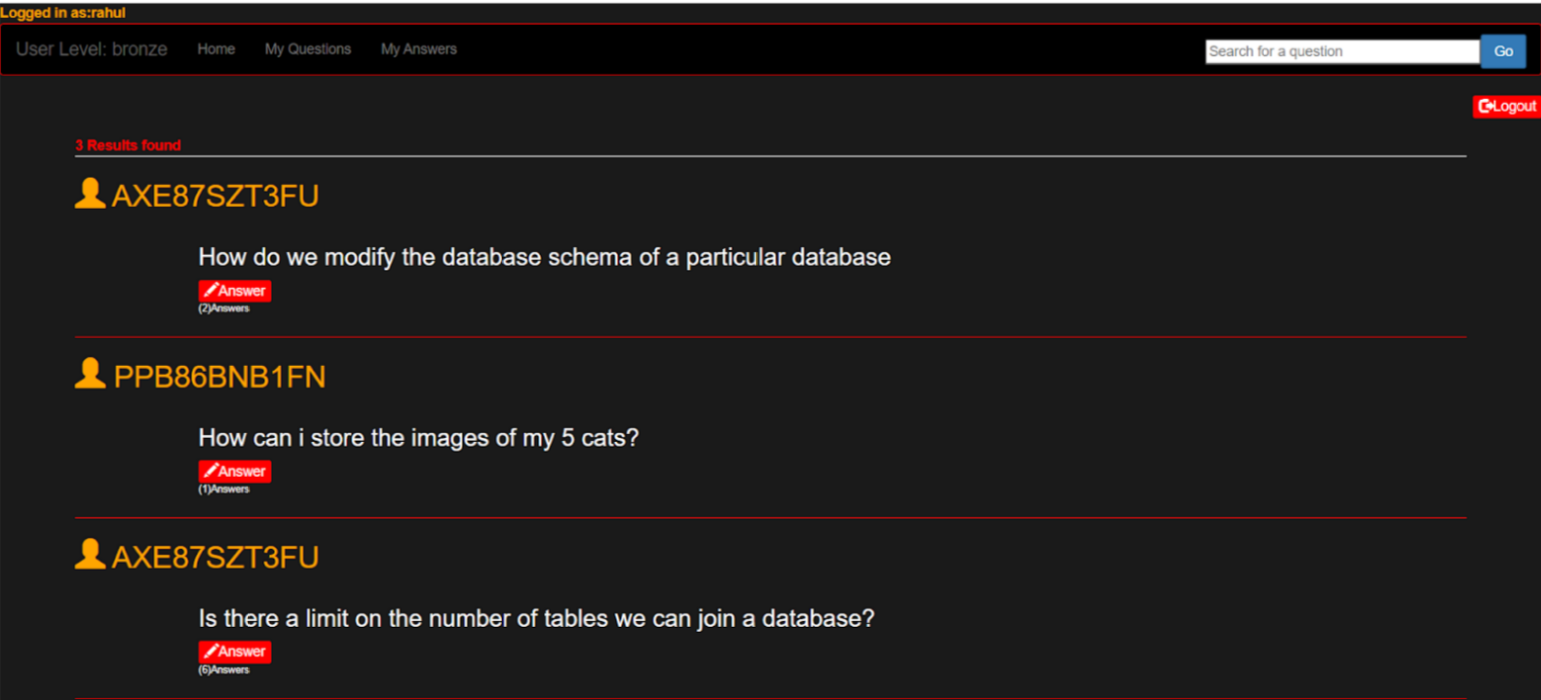 Logged in as:rahul
User Level: bronze Home My Questions My Answers Search for a question Go
Logout
3 Results found
AXE87SZT3FU
How do we modify the database schema of a particular database
Answer
(2)Answers
PPB86BNB1FN
How can i store the images of my 5 cats?
Answer
(1)Answers
AXE87SZT3FU
Is there a limit on the number of tables we can join a database?
Answer
(6)Answers